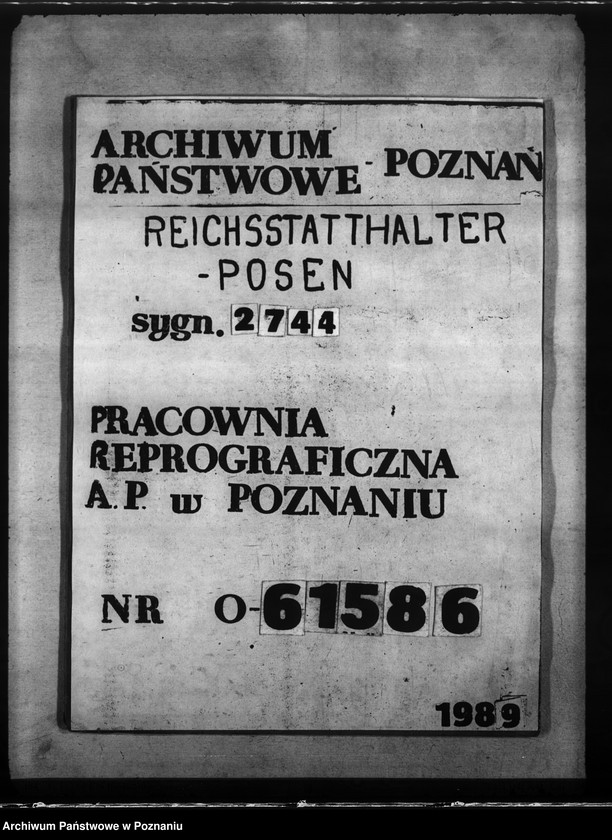 ARCHIWUM
PAŃSTWOWE - POZNAŃ
REICHSSTATTHALTER
-POSEN
sygn. 2744
PRACOWNIA
REPROGRAFICZNA
A.P. w POZNANIU
NR O-61586
1989
Archiwum Państwowe w Poznaniu